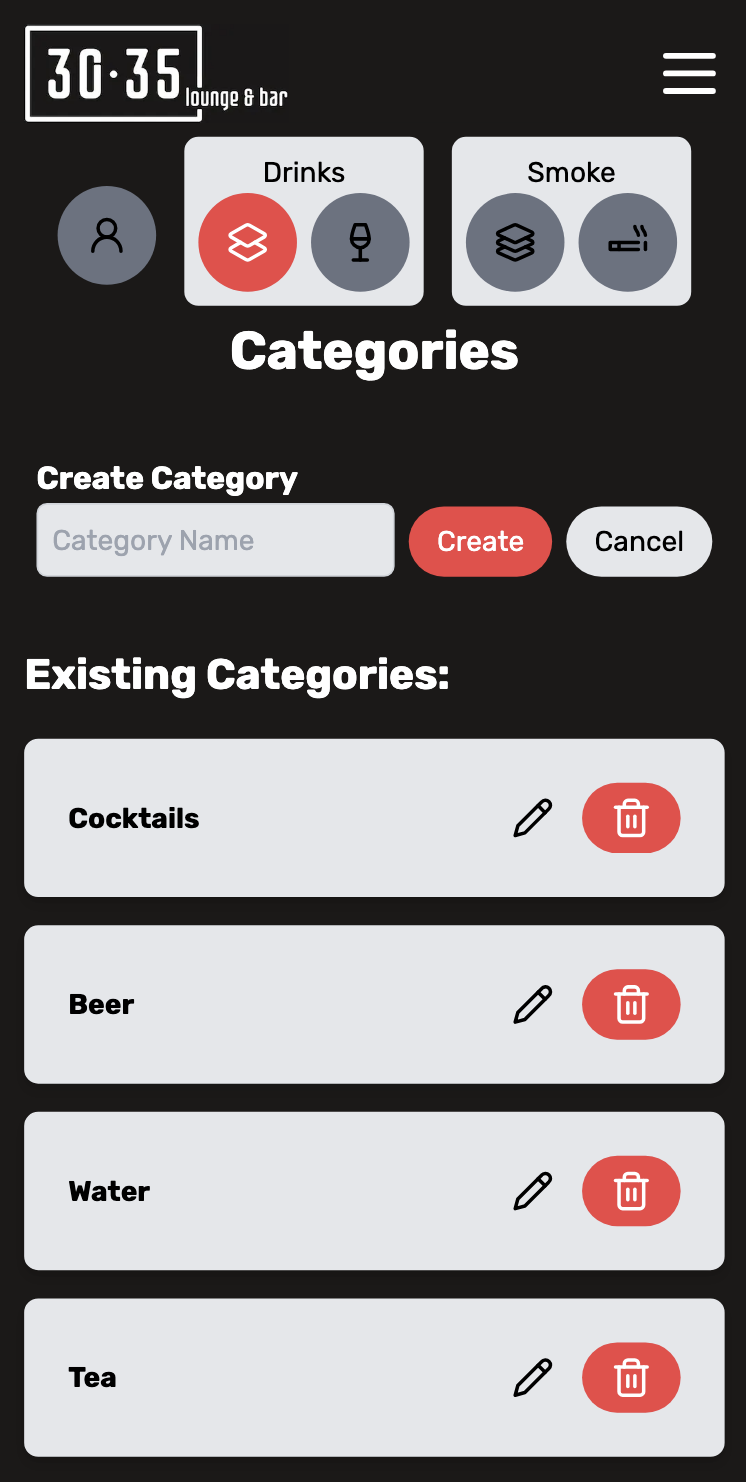 30·35
lounge & bar
Drinks
Smoke
Categories
Create Category
Category Name
Create
Cancel
Existing Categories:
Cocktails
Beer
Water
Tea